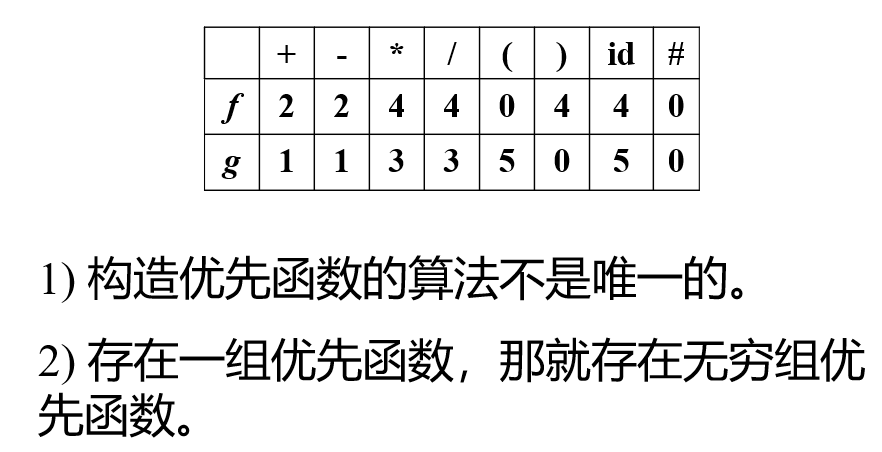 + - * / ( ) id #
f 2 2 4 4 0 4 4 0
g 1 1 3 3 5 0 5 0
1) 构造优先函数的算法不是唯一的。
2) 存在一组优先函数，那就存在无穷组优
先函数。